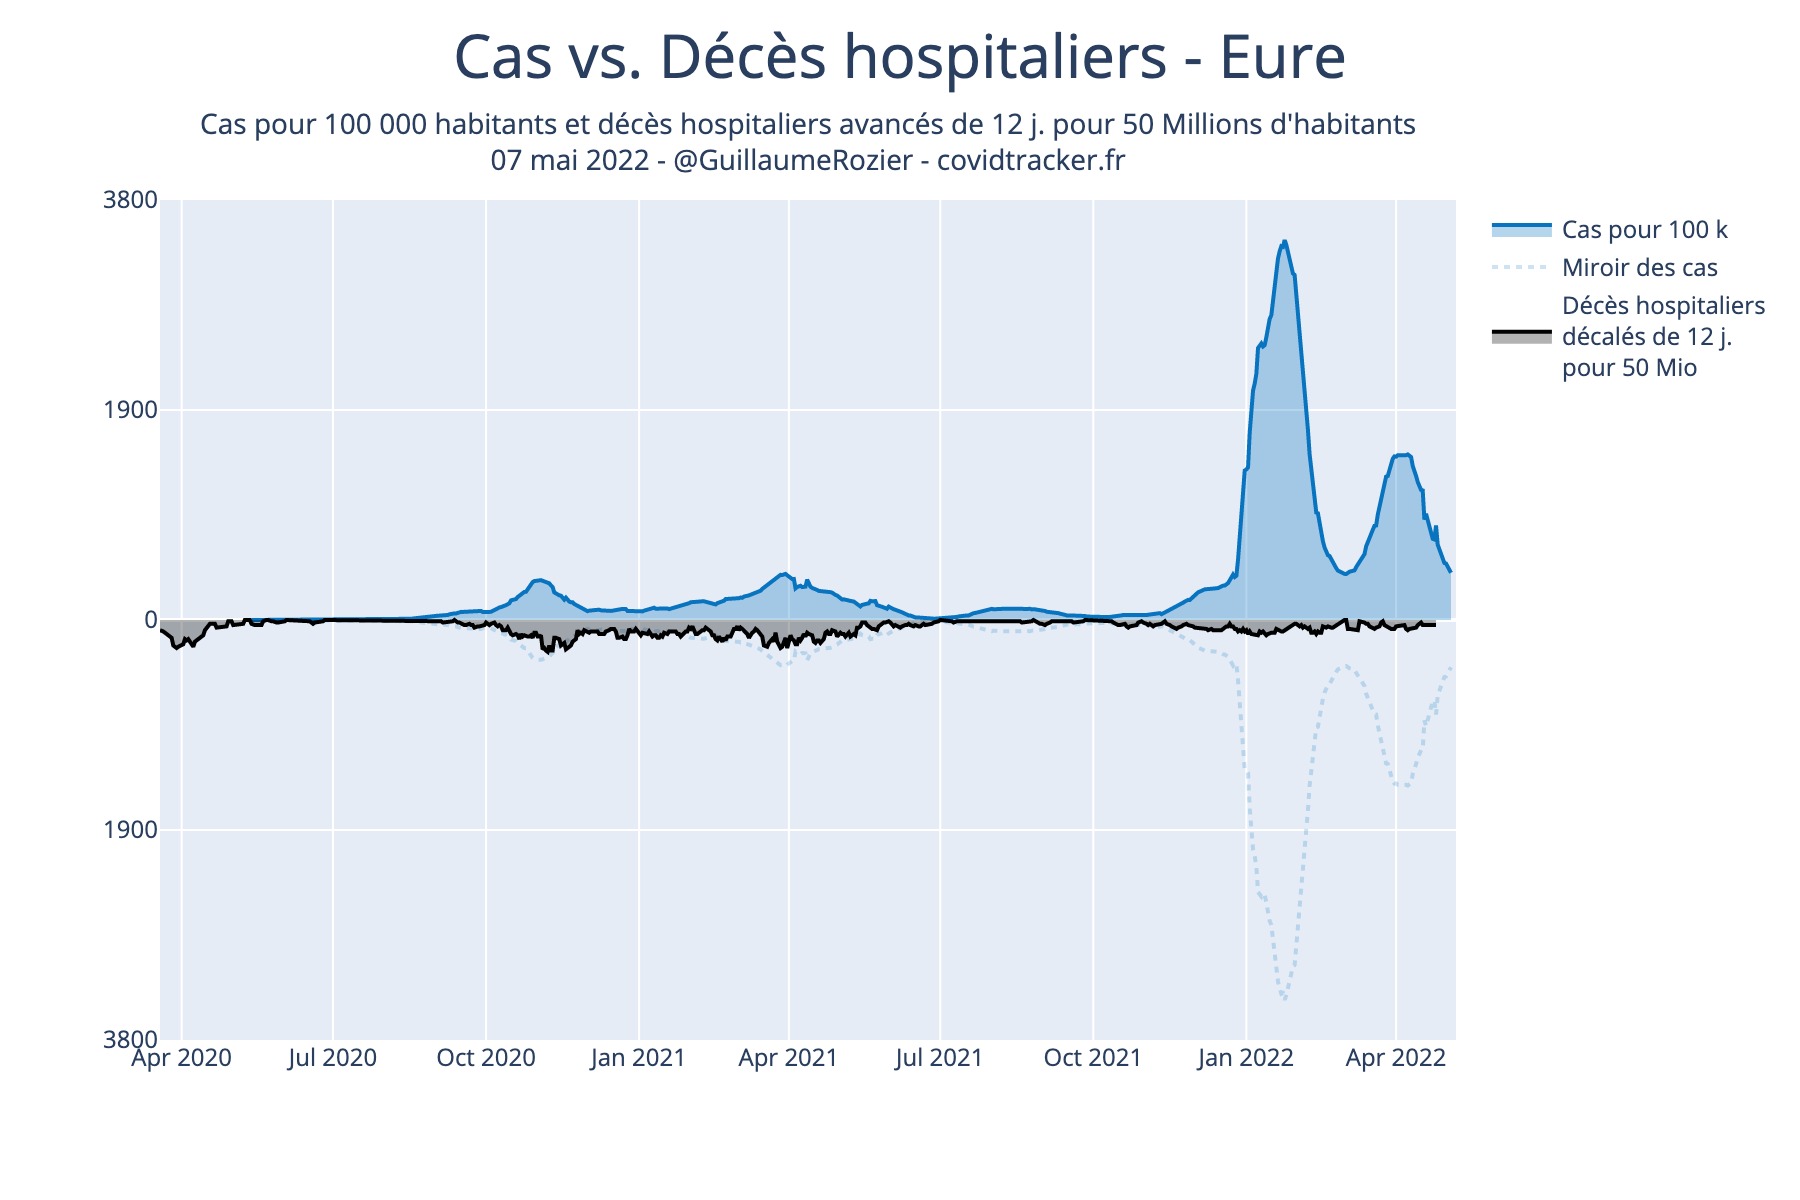 Cas vs. Décès hospitaliers - Eure
Cas pour 100 000 habitants et décès hospitaliers avancés de 12 j. pour 50 Millions d'habitants
07 mai 2022 - @GuillaumeRozier - covidtracker.fr
3800
1900
0
1900
3800
Apr 2020 Jul 2020 Oct 2020 Jan 2021 Apr 2021 Jul 2021 Oct 2021 Jan 2022 Apr 2022
Cas pour 100 k
Miroir des cas
Décès hospitaliers
décalés de 12 j.
pour 50 Mio